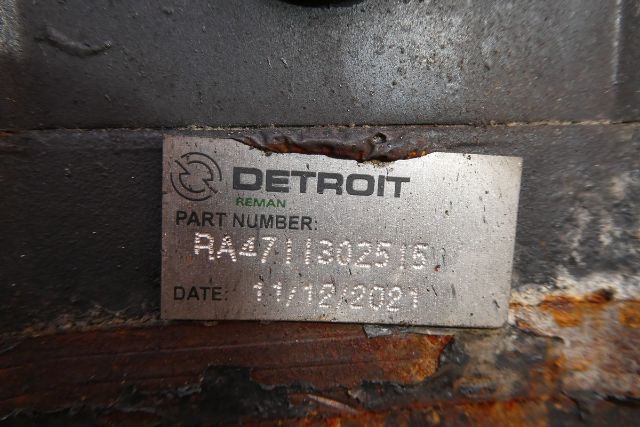 DETROIT
REMAN
PART NUMBER:
RA4711302515
DATE: 11/12/2021